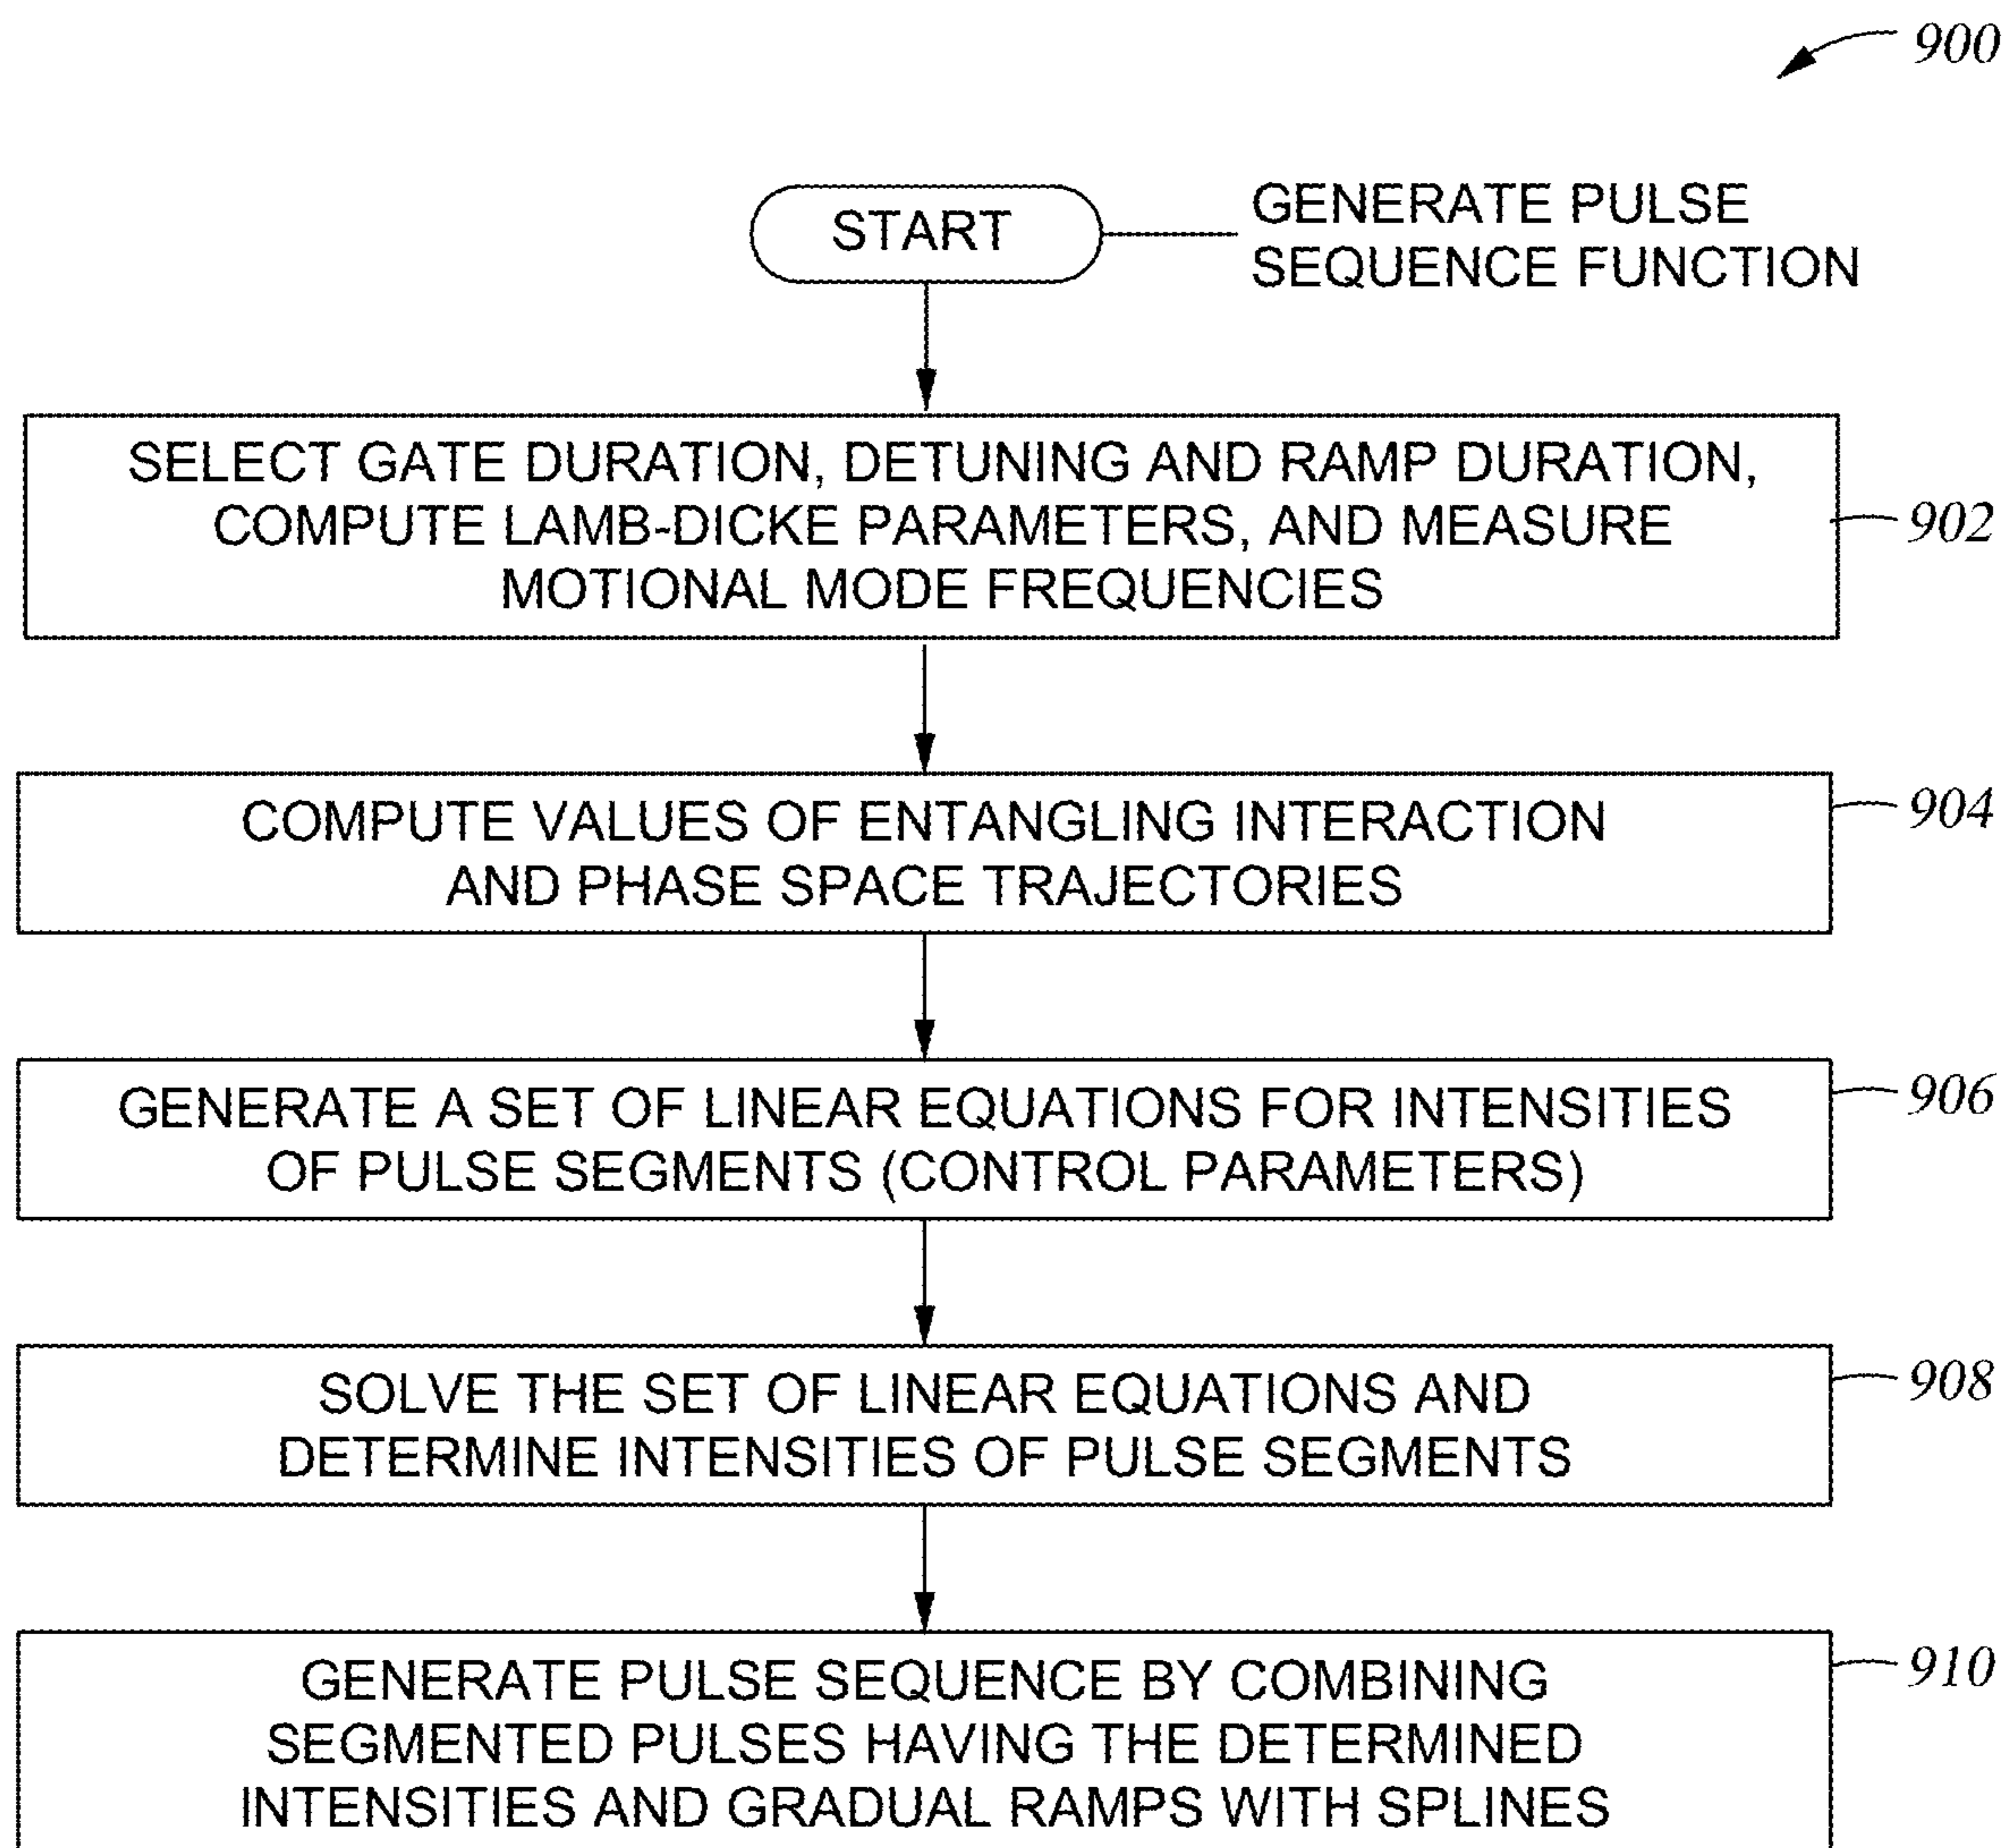 900
START
GENERATE PULSE
SEQUENCE FUNCTION
SELECT GATE DURATION, DETUNING AND RAMP DURATION,
COMPUTE LAMB-DICKE PARAMETERS, AND MEASURE
MOTIONAL MODE FREQUENCIES
902
COMPUTE VALUES OF ENTANGLING INTERACTION
AND PHASE SPACE TRAJECTORIES
904
GENERATE A SET OF LINEAR EQUATIONS FOR INTENSITIES
OF PULSE SEGMENTS (CONTROL PARAMETERS)
906
SOLVE THE SET OF LINEAR EQUATIONS AND
DETERMINE INTENSITIES OF PULSE SEGMENTS
908
GENERATE PULSE SEQUENCE BY COMBINING
SEGMENTED PULSES HAVING THE DETERMINED
INTENSITIES AND GRADUAL RAMPS WITH SPLINES
910